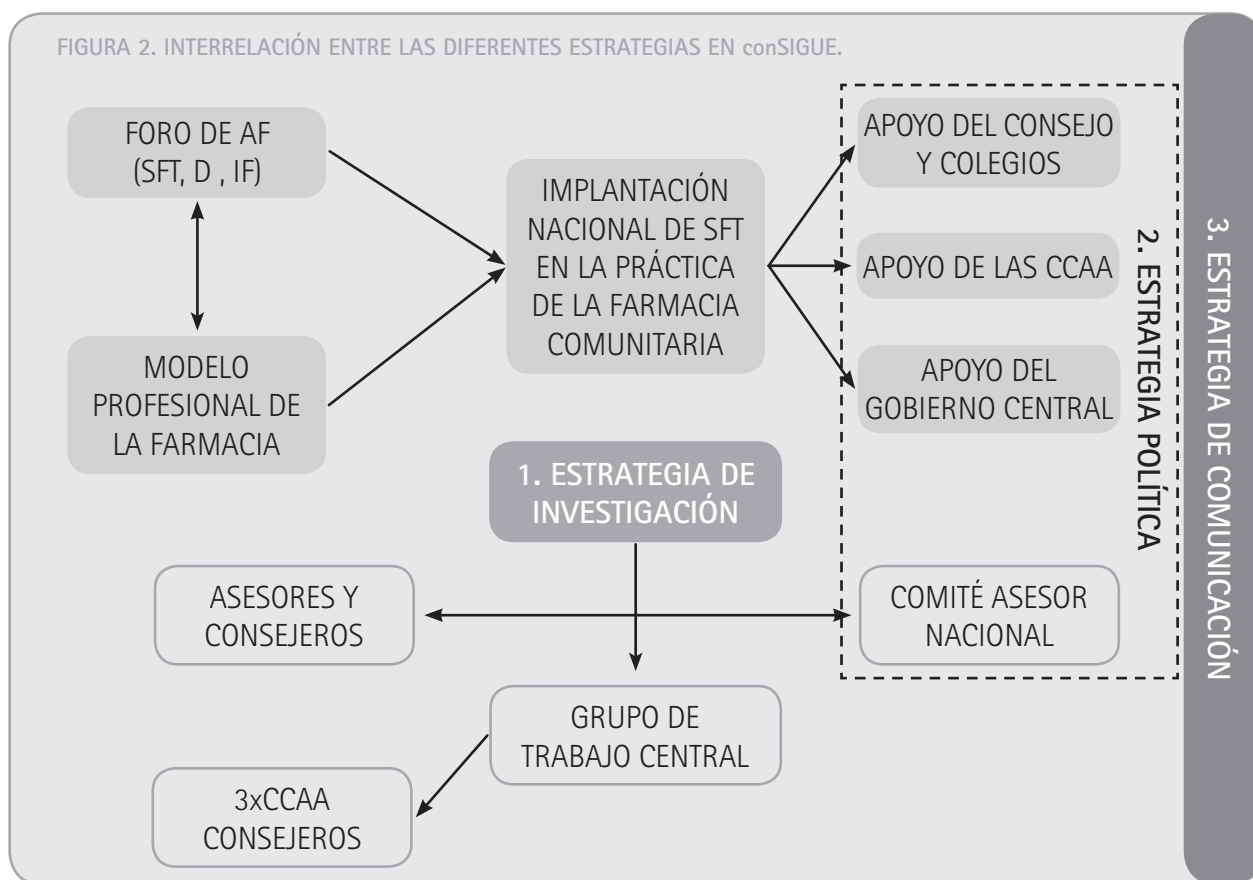 FIGURA 2. INTERRELACIÓN ENTRE LAS DIFERENTES ESTRATEGIAS EN conSIGUE.
FORO DE AF
(SFT, D , IF)
MODELO
PROFESIONAL DE
LA FARMACIA
IMPLANTACIÓN
NACIONAL DE SFT
EN LA PRÁCTICA
DE LA FARMACIA
COMUNITARIA
APOYO DEL CONSEJO
Y COLEGIOS
APOYO DE LAS CCAA
APOYO DEL
GOBIERNO CENTRAL
1. ESTRATEGIA DE
INVESTIGACIÓN
ASESORES Y
CONSEJEROS
COMITÉ ASESOR
NACIONAL
GRUPO DE
TRABAJO CENTRAL
3xCCAA
CONSEJEROS
2. ESTRATEGIA POLÍTICA
3. ESTRATEGIA DE COMUNICACIÓN